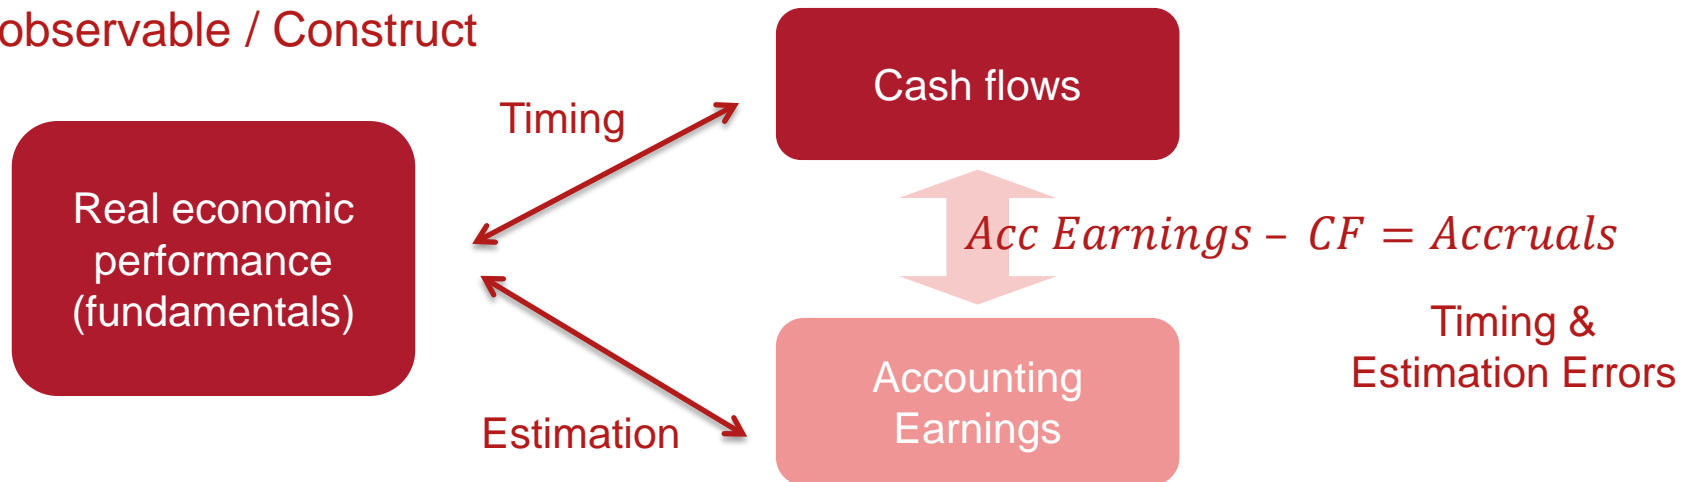 observable / Construct
Cash flows
Timing
Real economic
performance
(fundamentals)
Acc Earnings – CF = Accruals
Timing &
Estimation Errors
Accounting
Earnings
Estimation